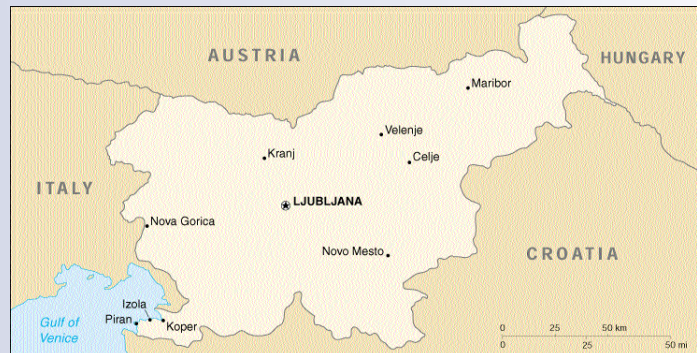 AUSTRIA
HUNGARY
Maribor
Velenje
Kranj
Celje
ITALY
LJUBLJANA
Nova Gorica
Novo Mesto
CROATIA
Izola
Piran
Koper
Gulf of
Venice
0 25 50 km
0 25 50 mi